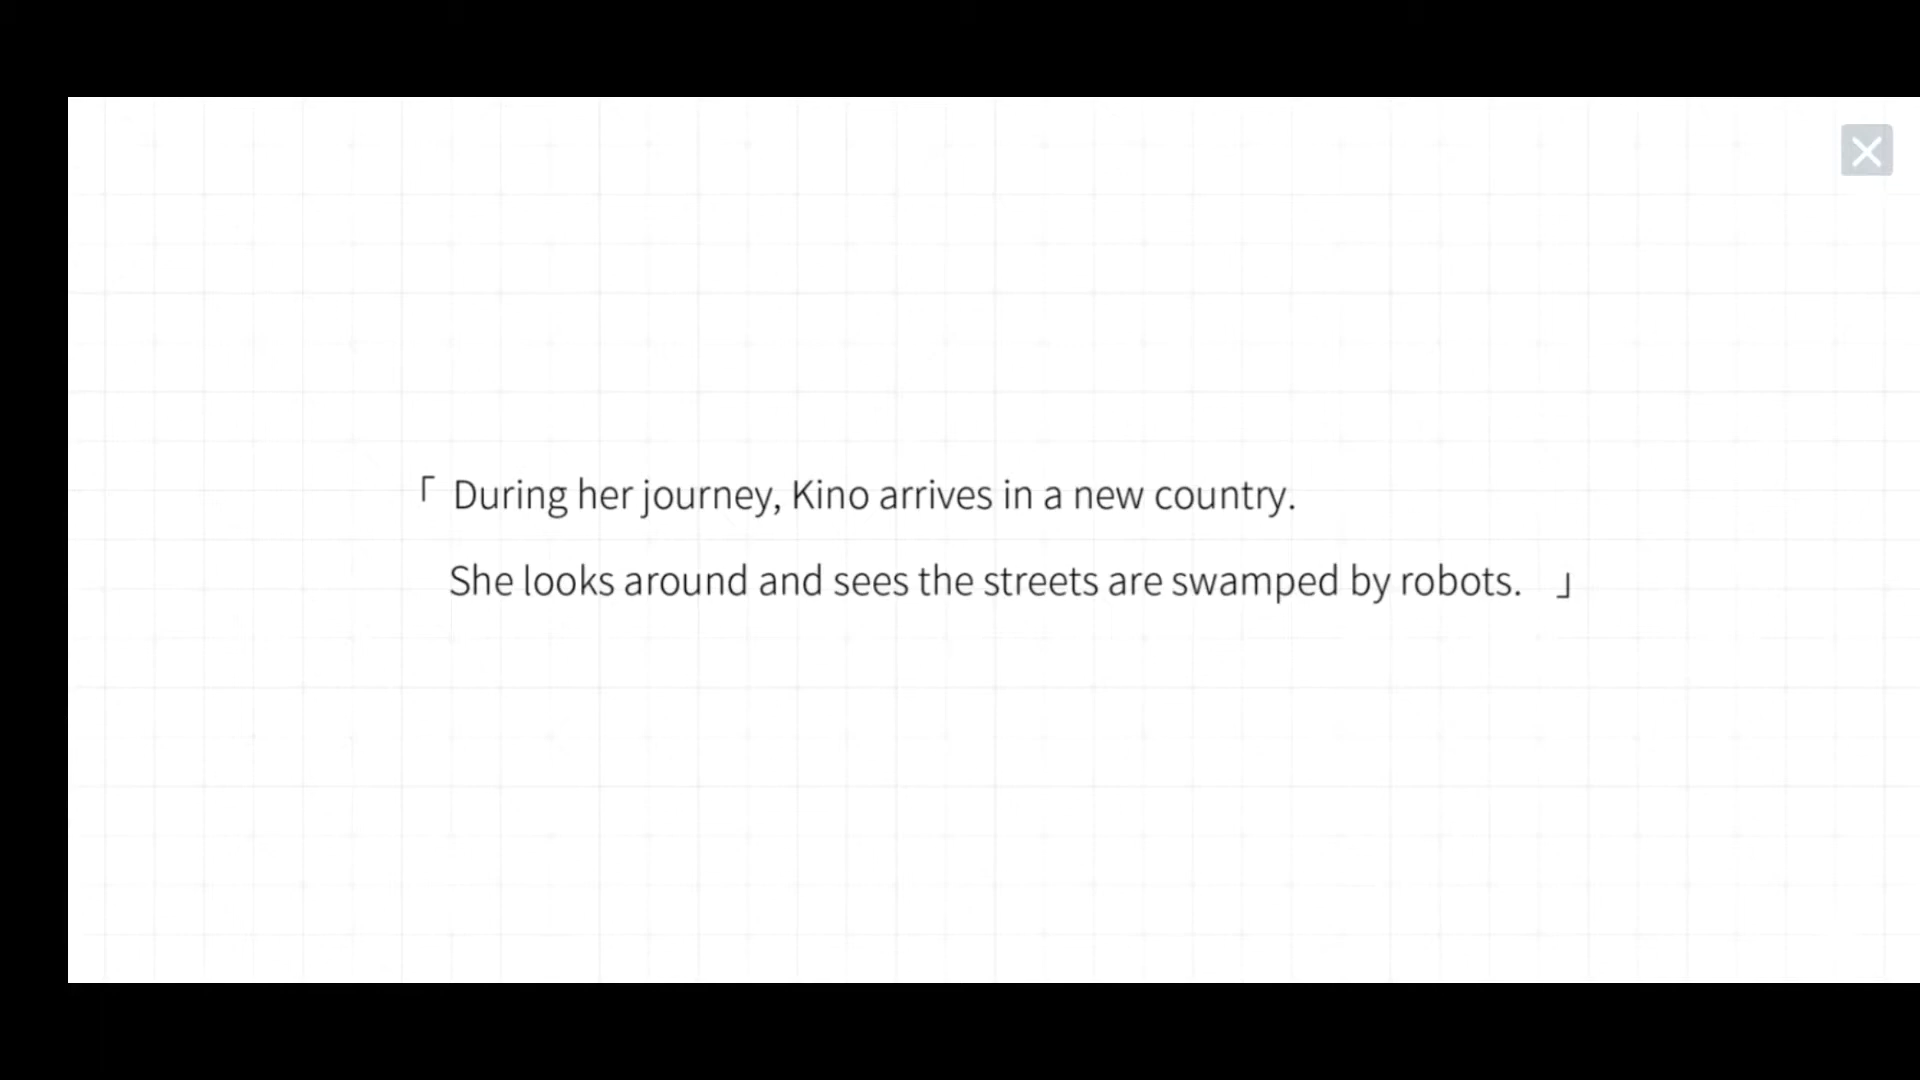 「 During her journey, Kino arrives in a new country.
She looks around and sees the streets are swamped by robots. 」